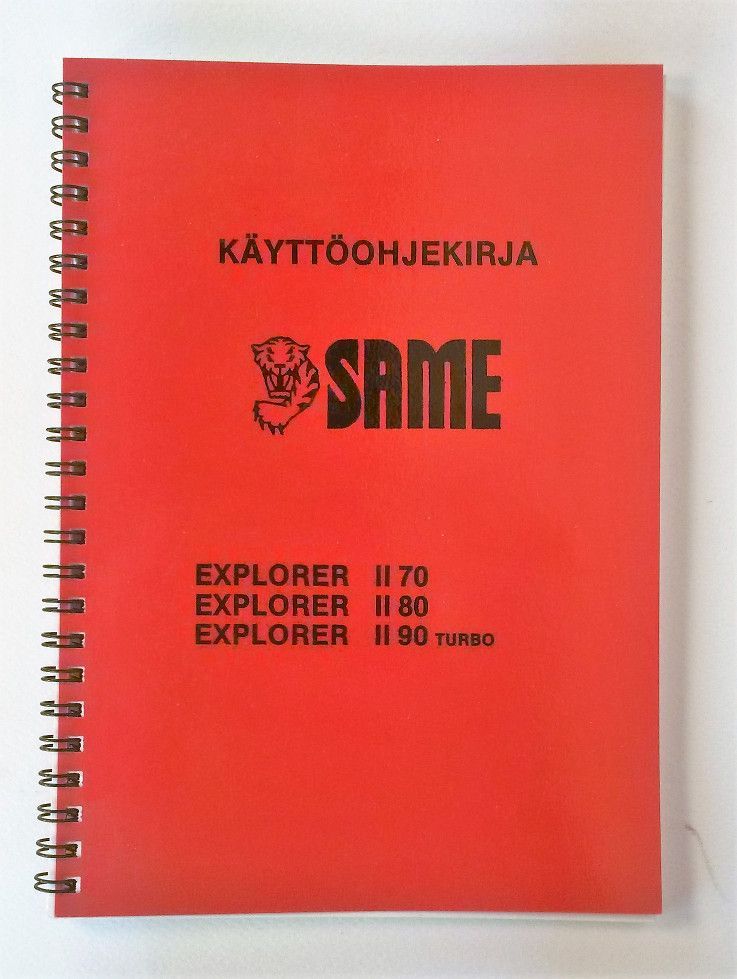 KÄYTTÖOHJEKIRJA
SAME
EXPLORER II 70
EXPLORER II 80
EXPLORER II 90 TURBO